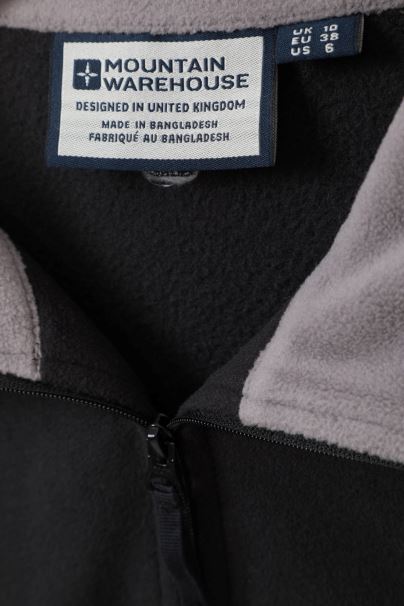 MOUNTAIN
WAREHOUSE
DESIGNED IN UNITED KINGDOM
MADE IN BANGLADESH
FABRIQUÉ AU BANGLADESH
UK 10
EU 38
US 6